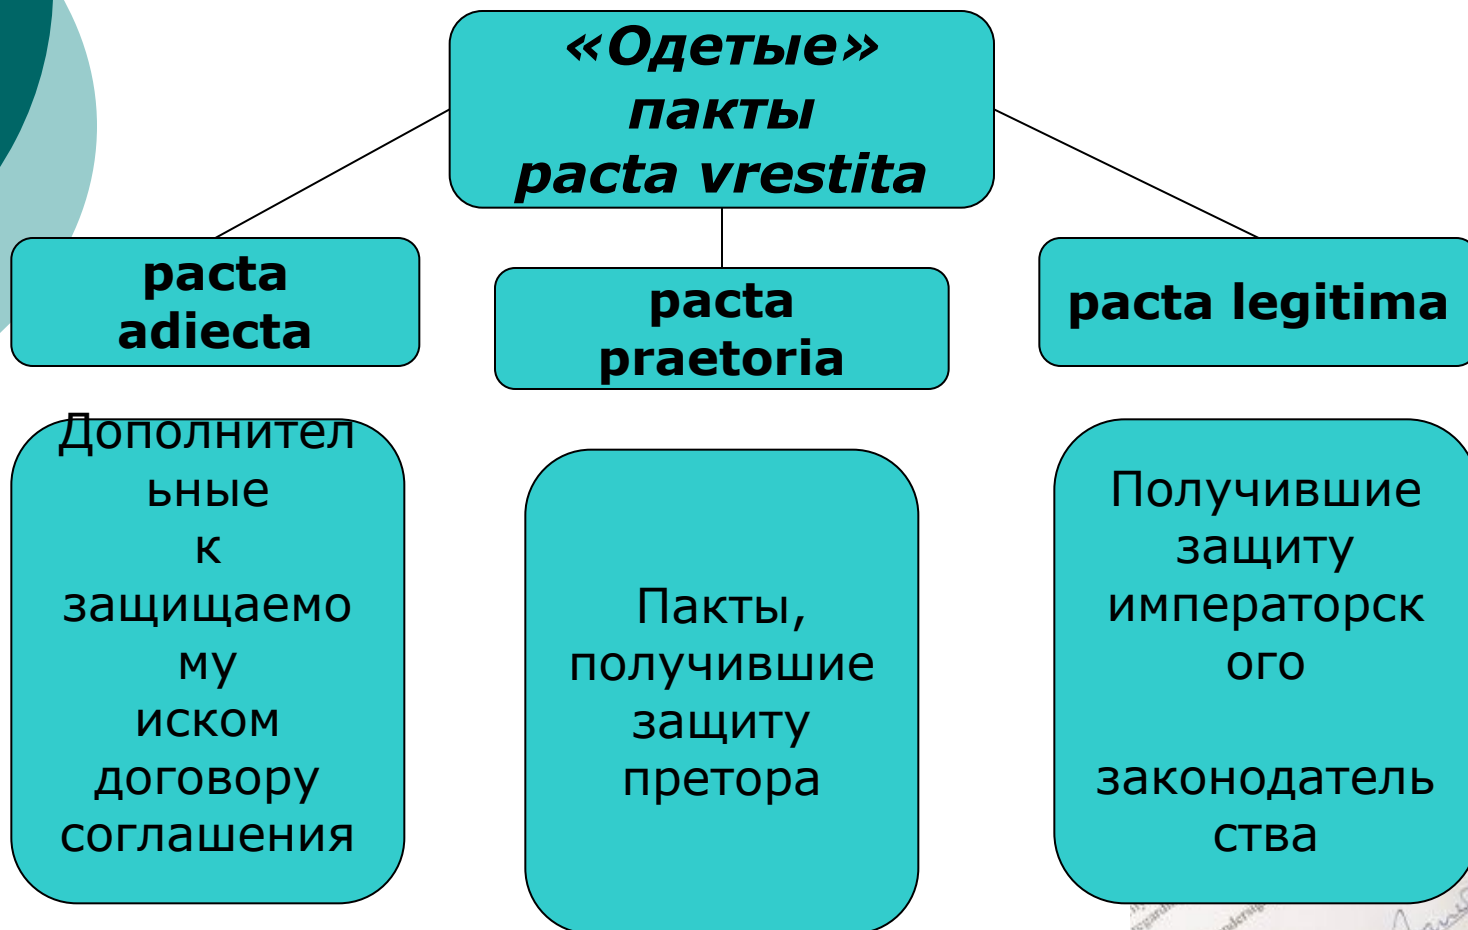 «Одетые»
пакты
pacta vrestita
pacta
adiecta
pacta
praetoria
pacta legitima
Дополнител
ьные
к
защищаемо
му
иском
договору
соглашения
Пакты,
получившие
защиту
претора
Получившие
защиту
императорск
ого
законодатель
ства